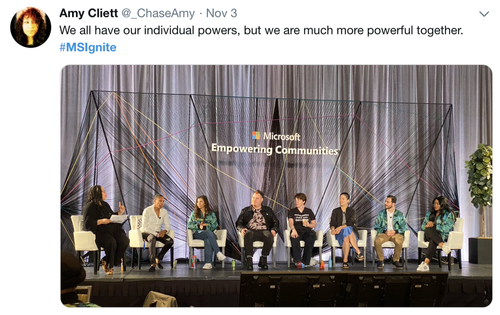 Amy Cliett @_ChaseAmy · Nov 3
We all have our individual powers, but we are much more powerful together.
#MSIgnite
Microsoft
Empowering Communities